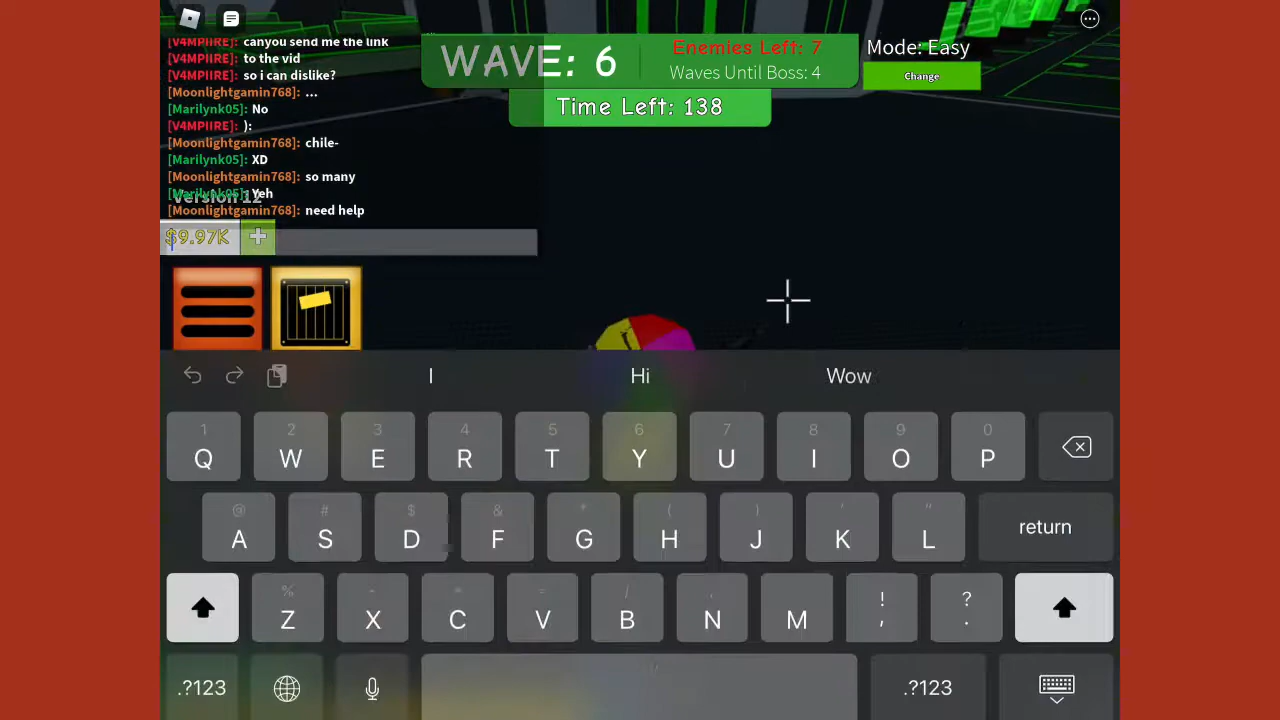 [V4MPIIRE]: canyou send me the link
[V4MPIIRE]: to the vid
[V4MPIIRE]: so i can dislike?
[Moonlightgamin768]: ...
[Marilynk05]: No
[V4MPIIRE]: ):
[Moonlightgamin768]: chile-
[Marilynk05]: XD
[Moonlightgamin768]: so many
[Marilynk05]: Yeh
Version 12
[Moonlightgamin768]: need help
$9.97K +
WAVE: 6
Enemies Left: 7
Waves Until Boss: 4
Time Left: 138
Mode: Easy
Change
I Hi Wow
1 2 3 4 5 6 7 8 9 0
Q W E R T Y U I O P
@ # $ & * ( ) ' "
A S D F G H J K L return
% - + = / ; ! ?
Z X C V B N M , .
.?123 .?123